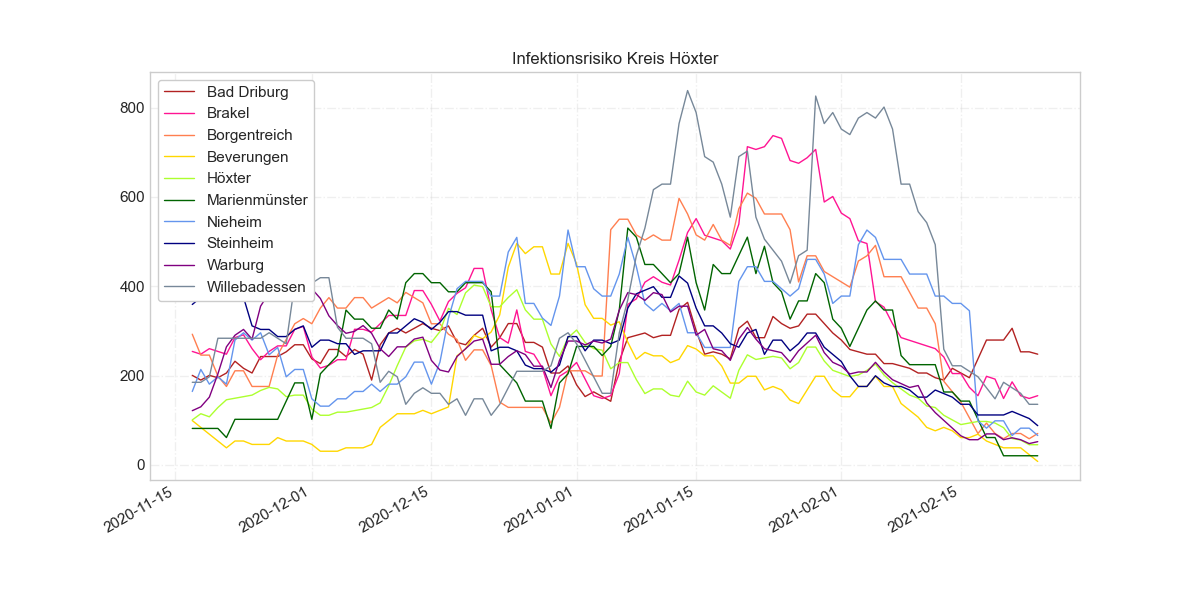 Infektionsrisiko Kreis Höxter
Bad Driburg
Brakel
Borgentreich
Beverungen
Höxter
Marienmünster
Nieheim
Steinheim
Warburg
Willebadessen
800
600
400
200
0
2020-11-15
2020-12-01
2020-12-15
2021-01-01
2021-01-15
2021-02-01
2021-02-15